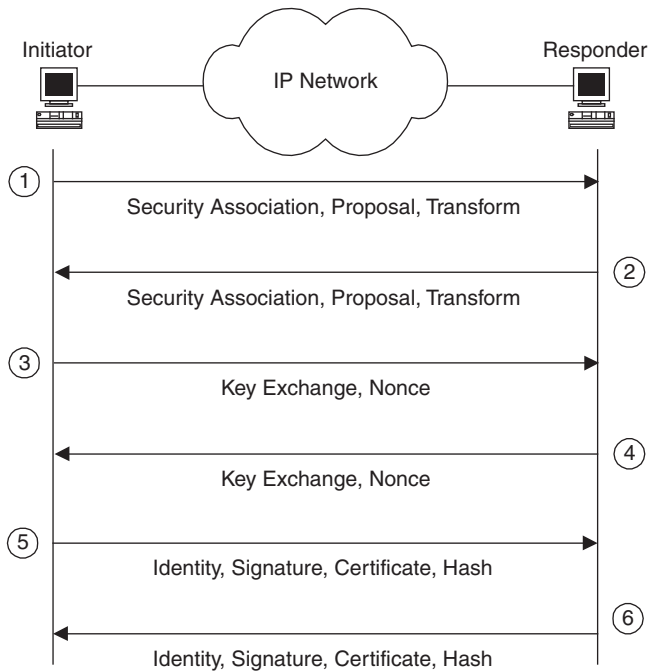 Initiator
Responder
IP Network
1
Security Association, Proposal, Transform
2
Security Association, Proposal, Transform
3
Key Exchange, Nonce
4
Key Exchange, Nonce
5
Identity, Signature, Certificate, Hash
6
Identity, Signature, Certificate, Hash